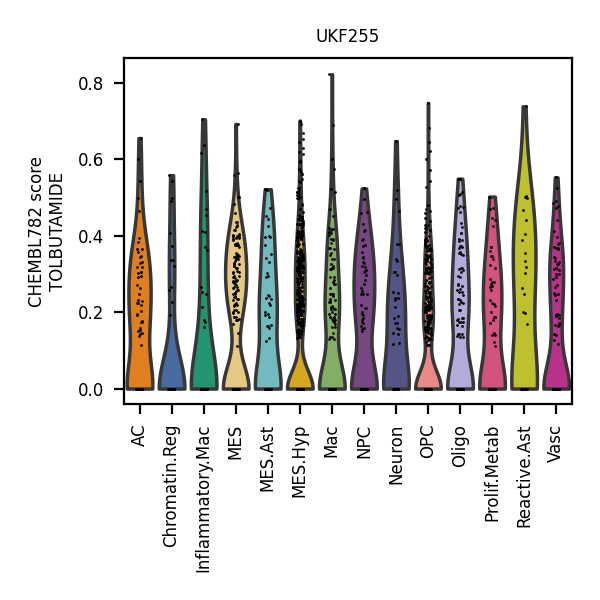 UKF255
CHEMBL782 score
TOLBUTAMIDE
0.8
0.6
0.4
0.2
0.0
AC
Chromatin.Reg
Inflammatory.Mac
MES
MES.Ast
MES.Hyp
Mac
NPC
Neuron
OPC
Oligo
Prolif.Metab
Reactive.Ast
Vasc